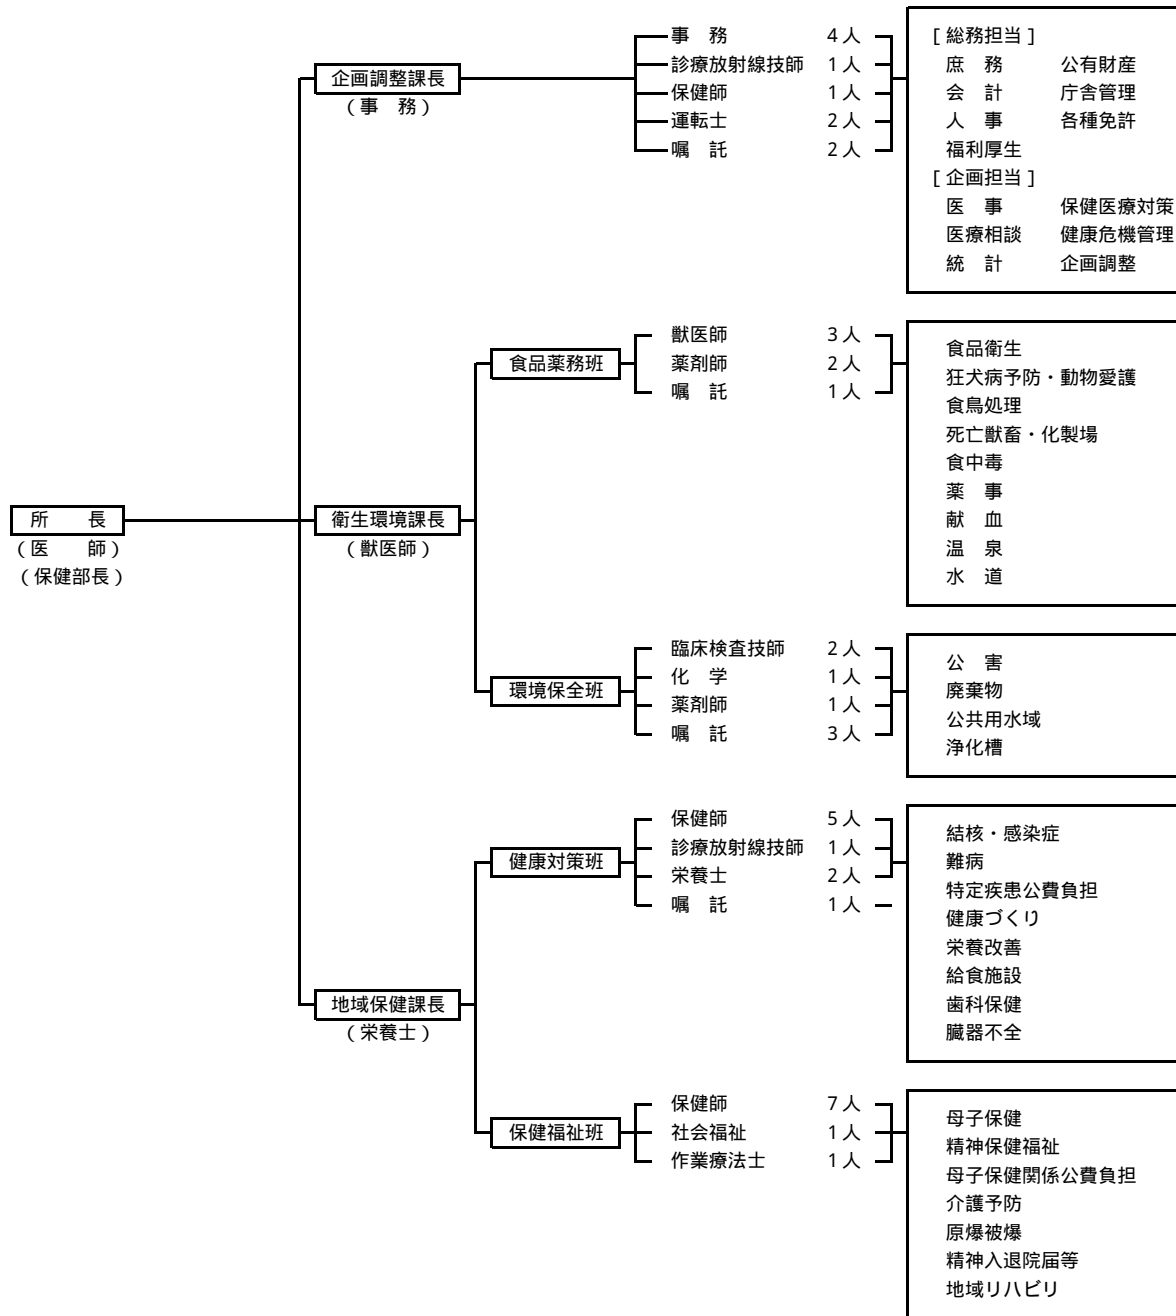 所　　長
（医　　師）
（保健部長）
企画調整課長
（事　務）
事　務　4人
診療放射線技師　1人
保健師　1人
運転士　2人
嘱　託　2人
［総務担当］
庶　務　公有財産
会　計　庁舎管理
人　事　各種免許
福利厚生
［企画担当］
医　事　保健医療対策
医療相談　健康危機管理
統　計　企画調整
衛生環境課長
（獣医師）
食品薬務班
獣医師　3人
薬剤師　2人
嘱　託　1人
食品衛生
狂犬病予防・動物愛護
食鳥処理
死亡獣畜・化製場
食中毒
薬　事
献　血
温　泉
水　道
環境保全班
臨床検査技師　2人
化　学　1人
薬剤師　1人
嘱　託　3人
公　害
廃棄物
公共用水域
浄化槽
地域保健課長
（栄養士）
健康対策班
保健師　5人
診療放射線技師　1人
栄養士　2人
嘱　託　1人
結核・感染症
難病
特定疾患公費負担
健康づくり
栄養改善
給食施設
歯科保健
臓器不全
保健福祉班
保健師　7人
社会福祉　1人
作業療法士　1人
母子保健
精神保健福祉
母子保健関係公費負担
介護予防
原爆被爆
精神入退院届等
地域リハビリ